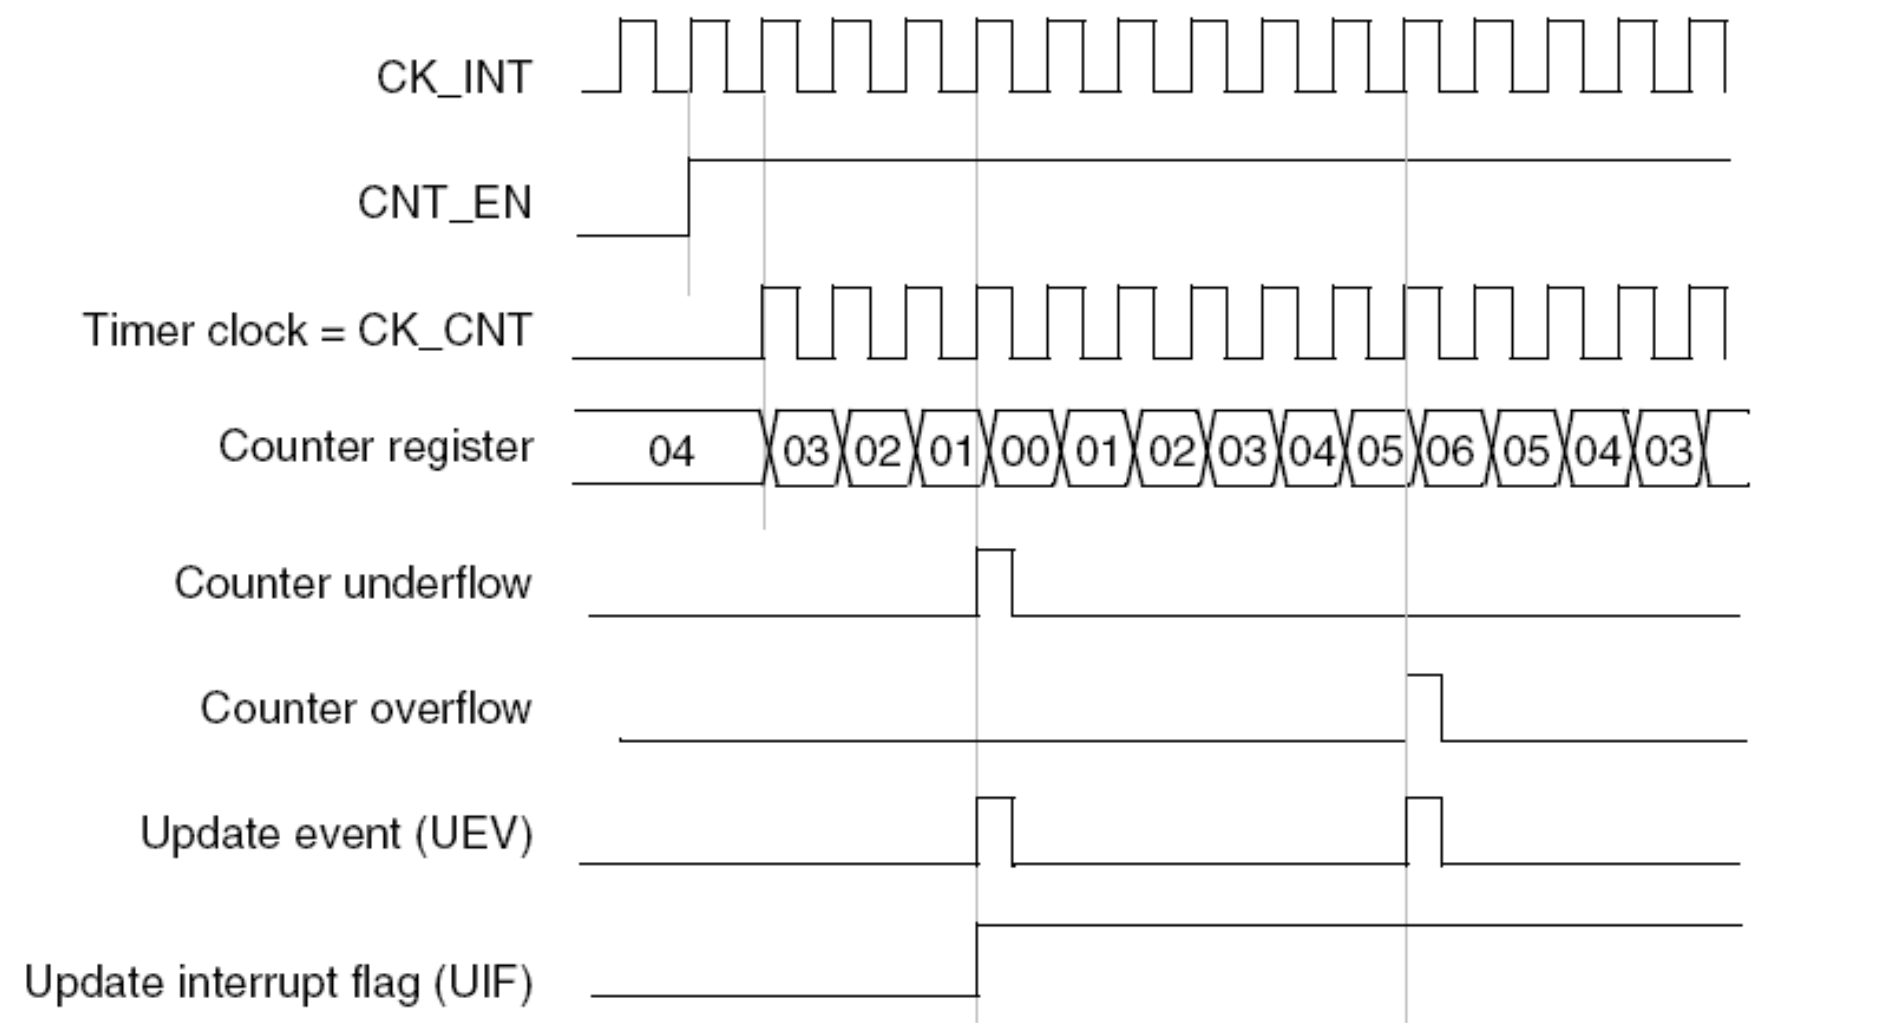 CK_INT
CNT_EN
Timer clock = CK_CNT
Counter register 04 03 02 01 00 01 02 03 04 05 06 05 04 03
Counter underflow
Counter overflow
Update event (UEV)
Update interrupt flag (UIF)